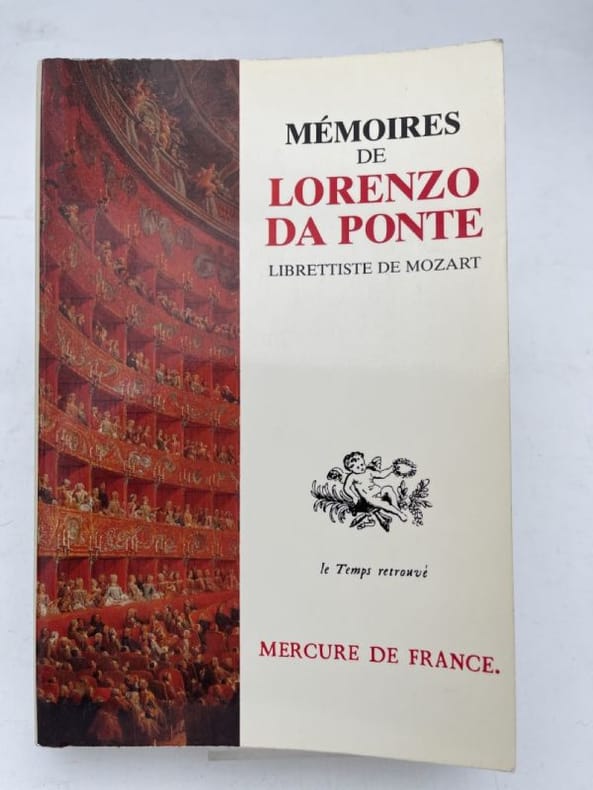 MÉMOIRES
DE
LORENZO
DA PONTE
LIBRETTISTE DE MOZART
le Temps retrouvé
MERCURE DE FRANCE.